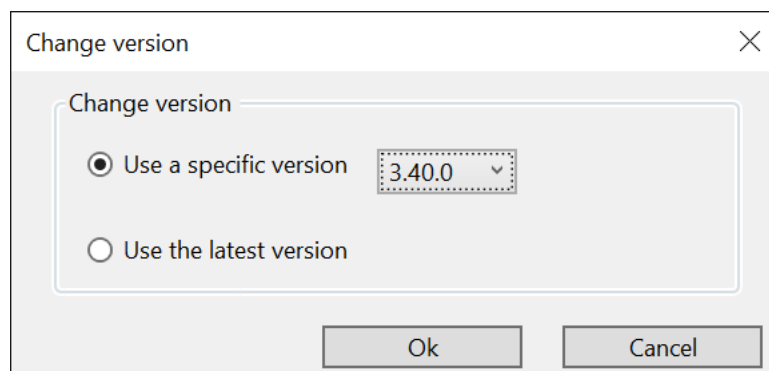 Change version
Change version
Use a specific version 3.40.0
Use the latest version
Ok Cancel